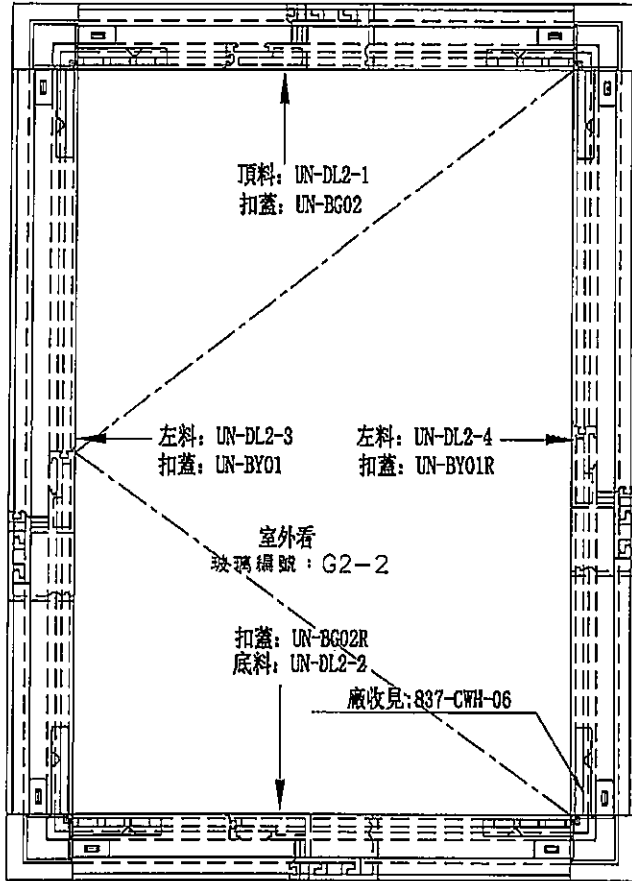 頂料: UN-DL2-1
扣蓋: UN-BG02
左料: UN-DL2-3
扣蓋: UN-BY01
左料: UN-DL2-4
扣蓋: UN-BY01R
室外看
玻璃編號：G2-2
扣蓋: UN-BG02R
底料: UN-DL2-2
廠收見:837-CWH-06